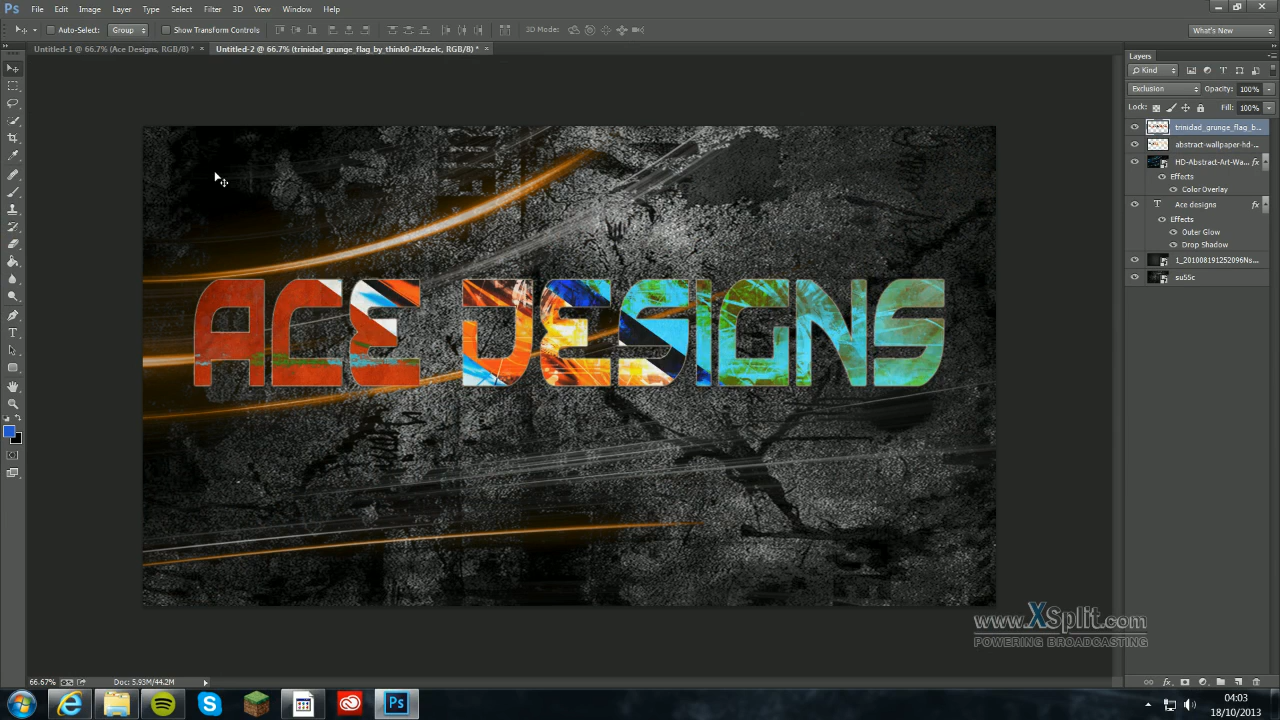 Ps File Edit Image Layer Type Select Filter 3D View Window Help
Auto-Select: Group Show Transform Controls 3D Mode: What's New
Untitled-1 @ 66.7% (Ace Designs, RGB/8) * × Untitled-2 @ 66.7% (trinidad_grunge_flag_by_think0-d2kzelc, RGB/8) * ×
Layers
Kind
Exclusion Opacity: 100%
Lock: Fill: 100%
trinidad_grunge_flag_b...
abstract-wallpaper-hd-...
HD-Abstract-Art-Wa... fx
Effects
Color Overlay
T Ace designs fx
Effects
Outer Glow
Drop Shadow
1_201008191252096Ns...
su55c
ACE DESIGNS
www.XSplit.com
POWERING BROADCASTING
66.67% Doc: 5.93M/44.2M
Ps
04:03
18/10/2013